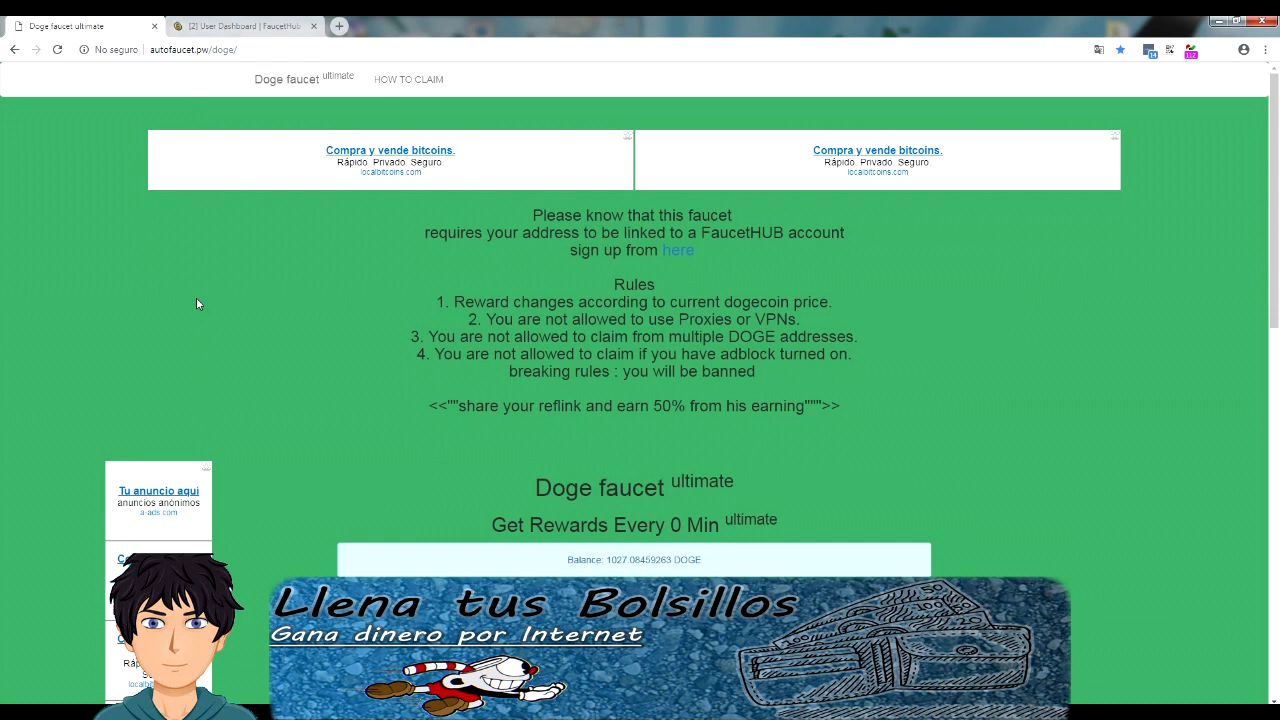 Doge faucet ultimate
[2] User Dashboard | FaucetHub
No seguro
autofaucet.pw/doge/
14
112
Doge faucet ultimate
HOW TO CLAIM
Compra y vende bitcoins.
Rápido Privado Seguro
localbitcoins.com
Compra y vende bitcoins.
Rápido Privado Seguro
localbitcoins.com
Please know that this faucet
requires your address to be linked to a FaucetHUB account
sign up from here
Rules
1. Reward changes according to current dogecoin price.
2. You are not allowed to use Proxies or VPNs.
3. You are not allowed to claim from multiple DOGE addresses.
4. You are not allowed to claim if you have adblock turned on.
breaking rules : you will be banned
<<""share your reflink and earn 50% from his earning""">>
Tu anuncio aquí
anuncios anónimos
a-ads.com
Doge faucet ultimate
Get Rewards Every 0 Min ultimate
Balance: 1027.08459263 DOGE
Llena tus Bolsillos
Gana dinero por Internet